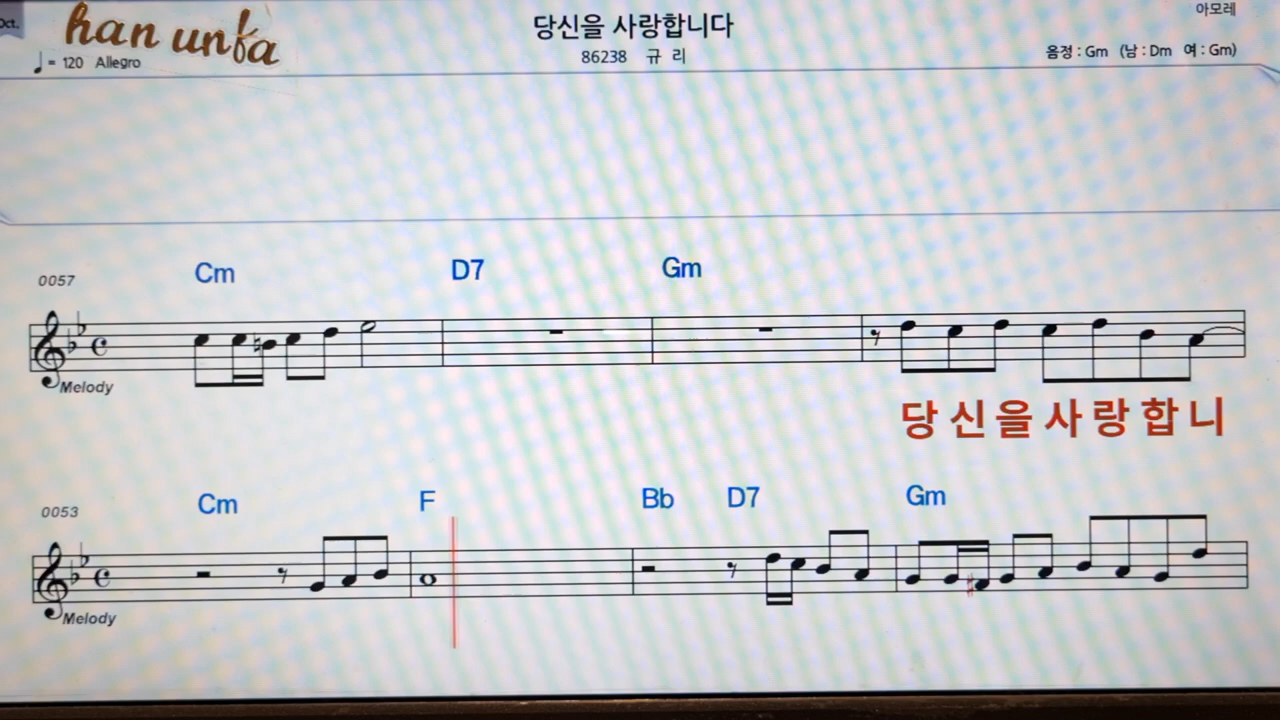 Oct.
han unfa
당신을 사랑합니다
아모레
♩ = 120 Allegro
86238 규 리
음정 : Gm (남 : Dm 여 : Gm)
0057 Cm D7 Gm
Melody
당 신 을 사 랑 합 니
0053 Cm F Bb D7 Gm
Melody